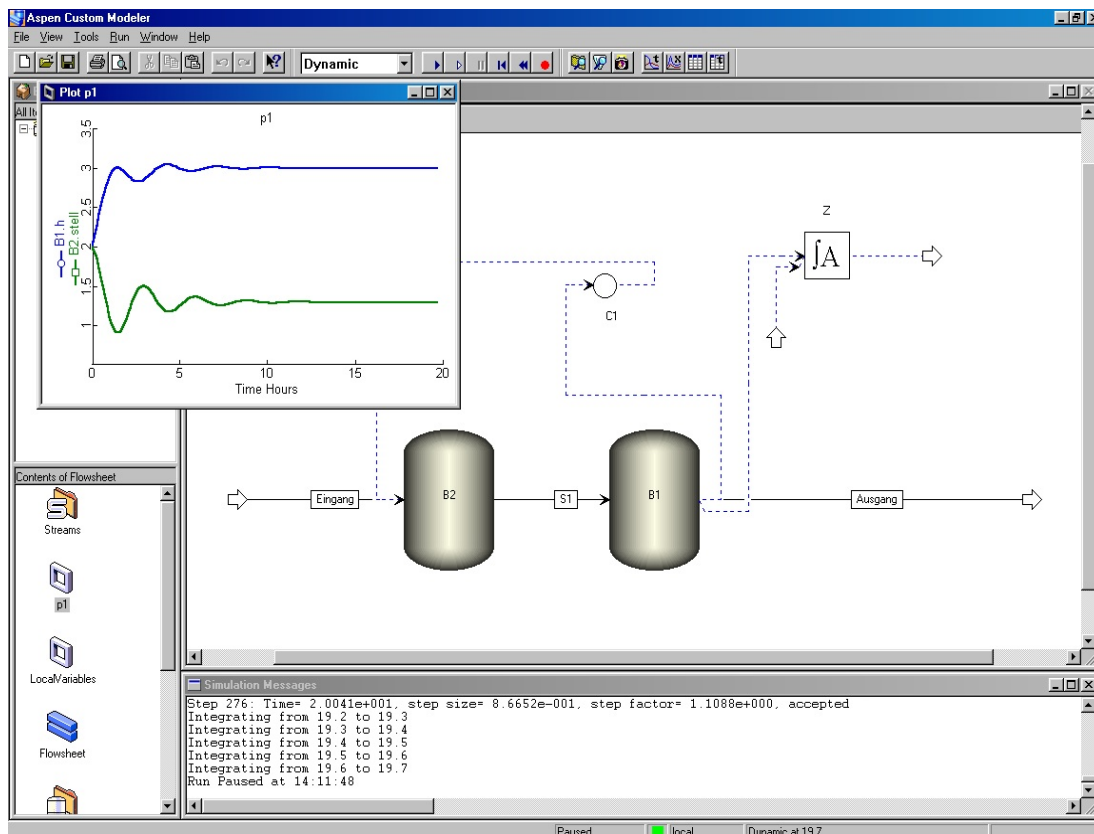 Aspen Custom Modeler
File View Tools Run Window Help
Dynamic
Plot p1
All Ite
p1
3.5
3
2.5
2
1.5
1
B1.h
B2.stell
0 5 10 15 20
Time Hours
Z
∫A
C1
Eingang
B2
S1
B1
Ausgang
Contents of Flowsheet
Streams
p1
LocalVariables
Flowsheet
Simulation Messages
Step 276: Time= 2.0041e+001, step size= 8.6652e-001, step factor= 1.1088e+000, accepted
Integrating from 19.2 to 19.3
Integrating from 19.3 to 19.4
Integrating from 19.4 to 19.5
Integrating from 19.5 to 19.6
Integrating from 19.6 to 19.7
Run Paused at 14:11:48
Paused local Dynamic at 19.7